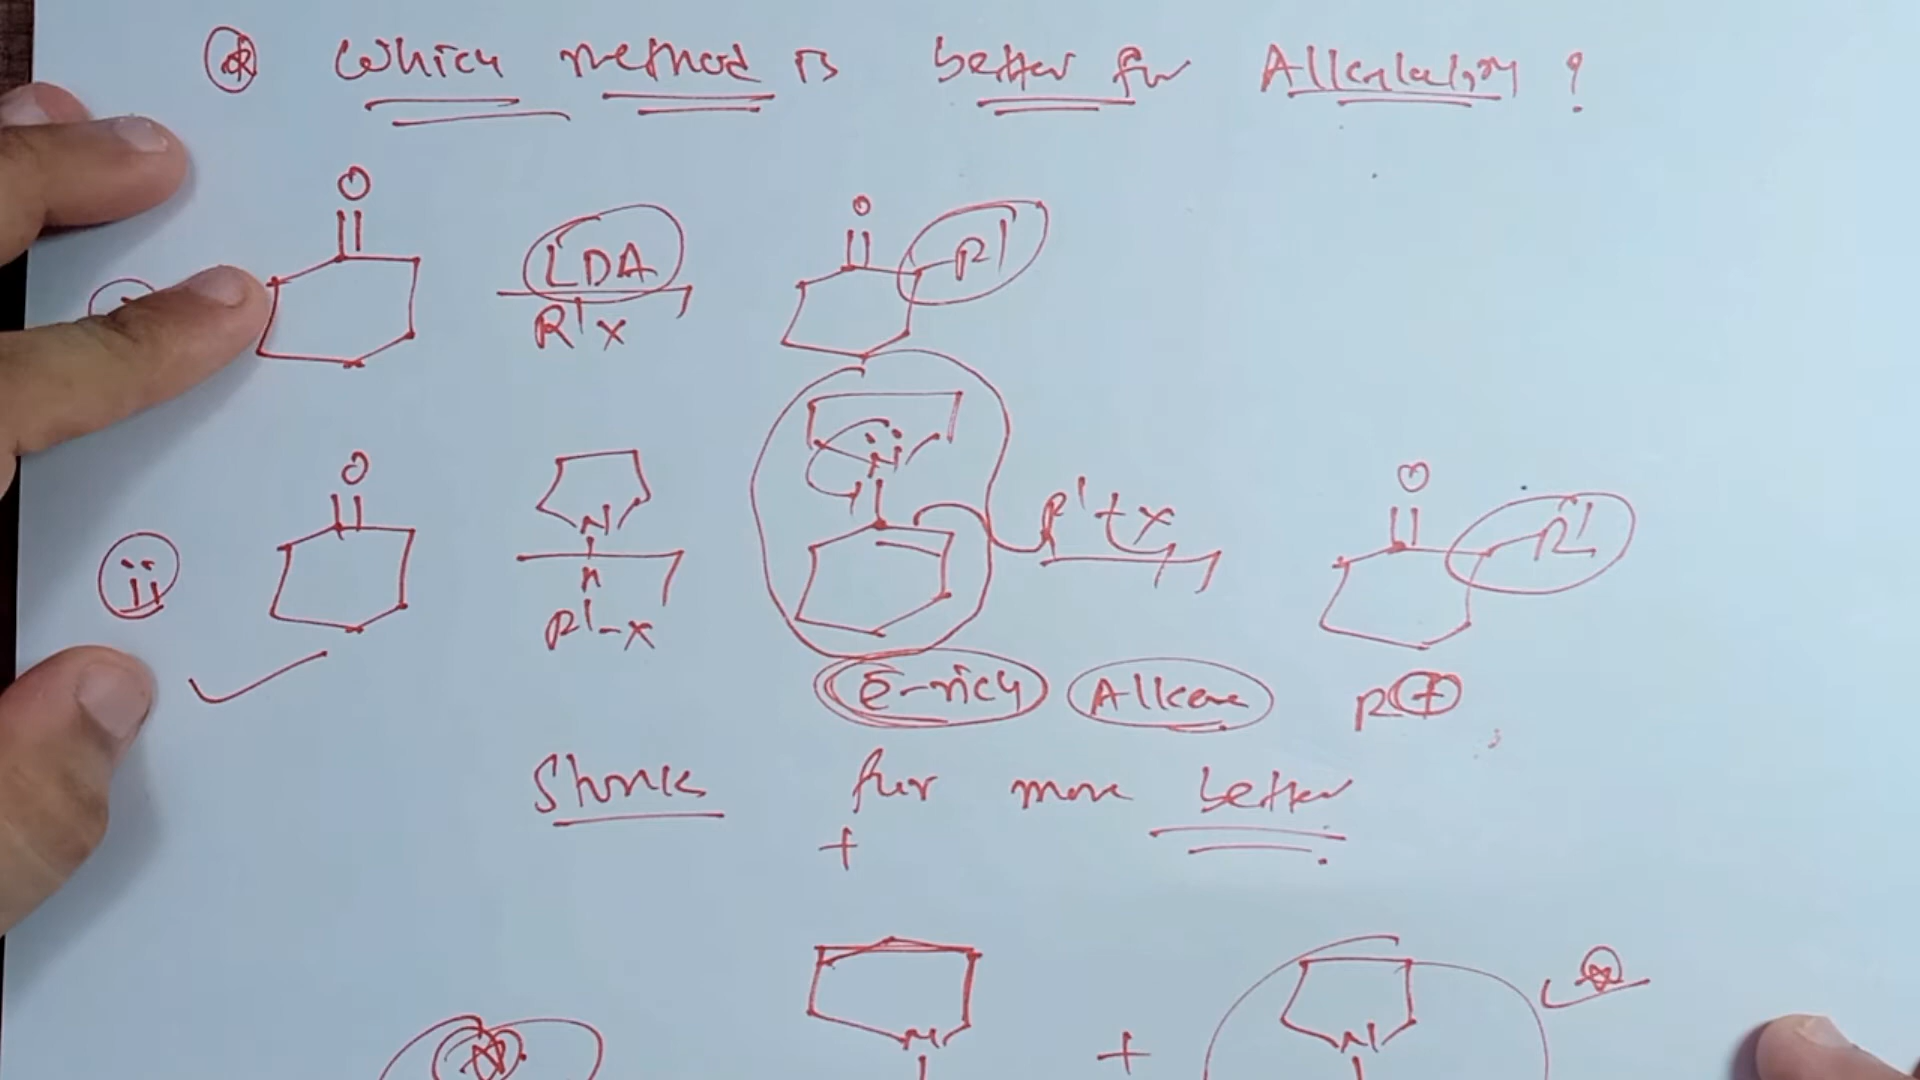 Which method is better for Alkylation ?
O
O
LDA
R'
R'x
O
N
O
N
R'+x
R'
ii
H
R'-x
ē-rich Alkene R+
Stork for more better.
+
N
+
N